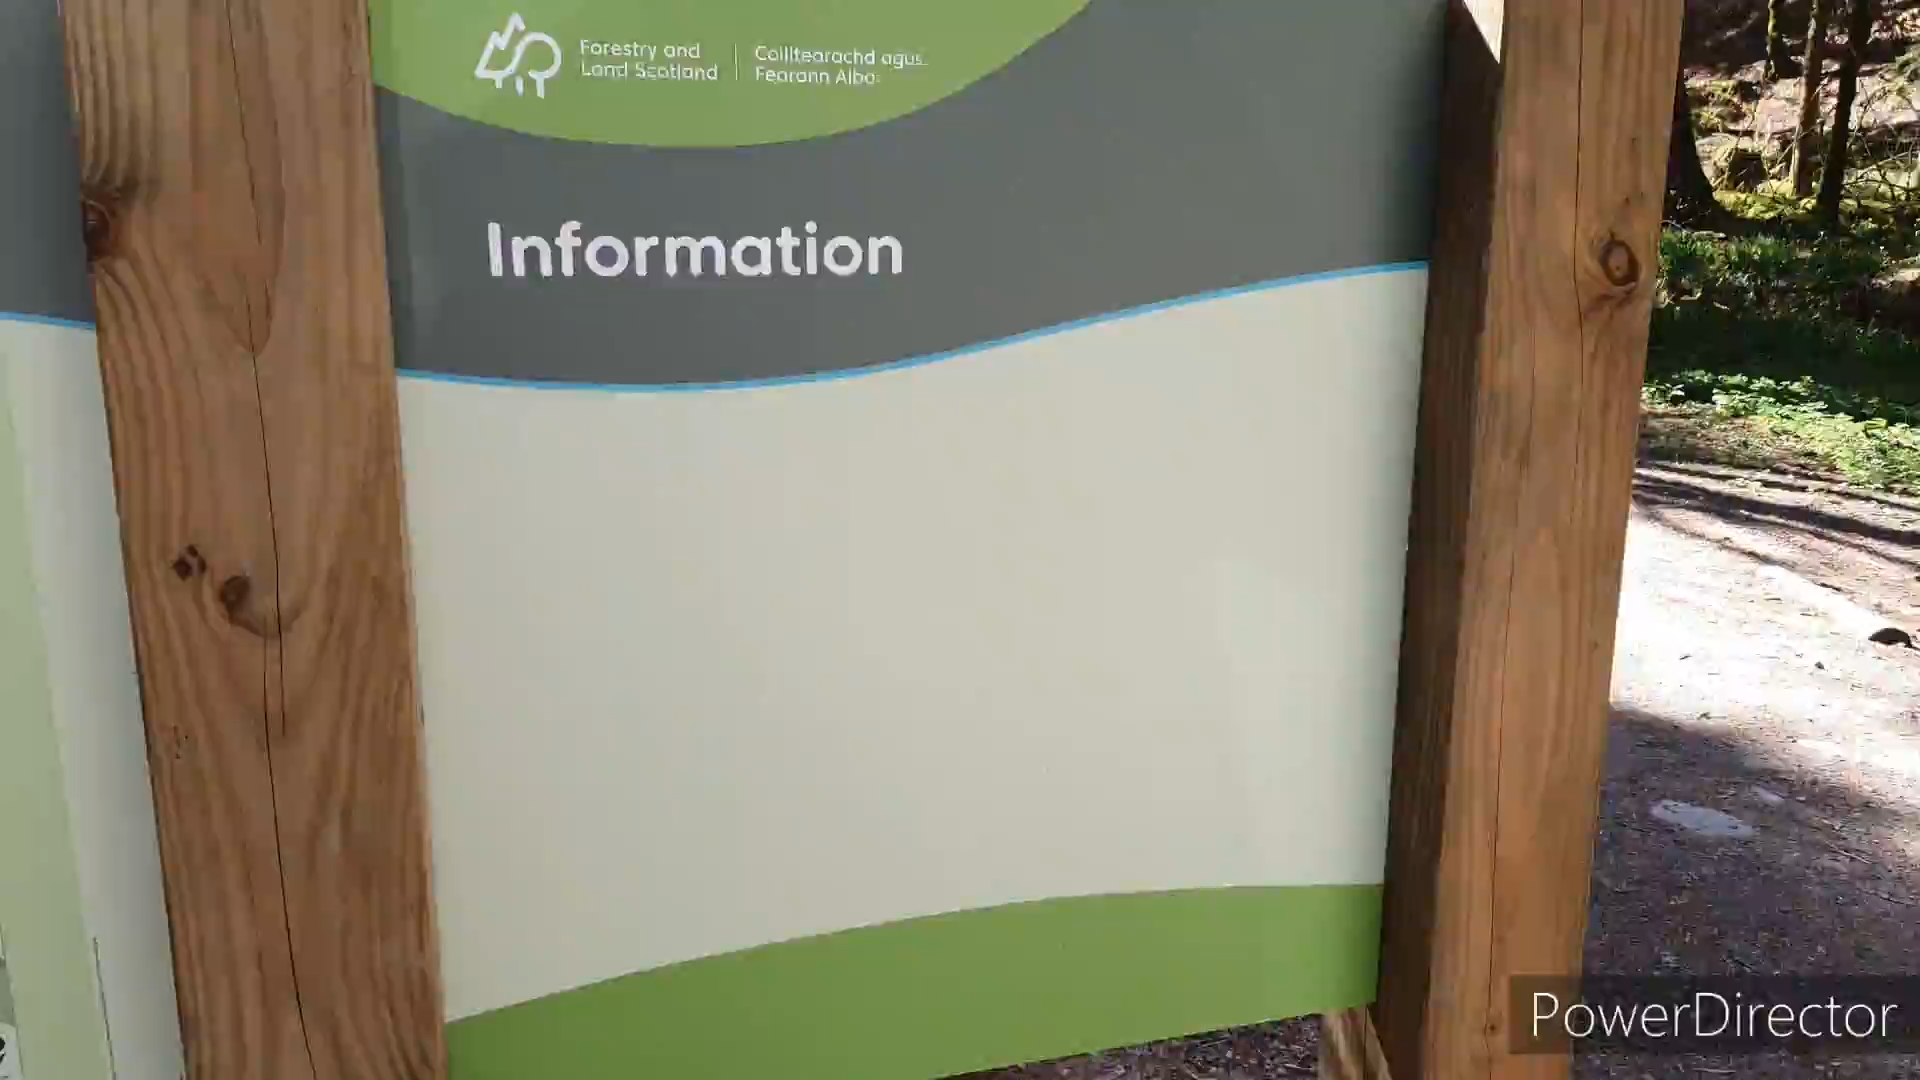 Forestry and
Land Scotland
Coilltearachd agus
Fearann Alba
Information
PowerDirector